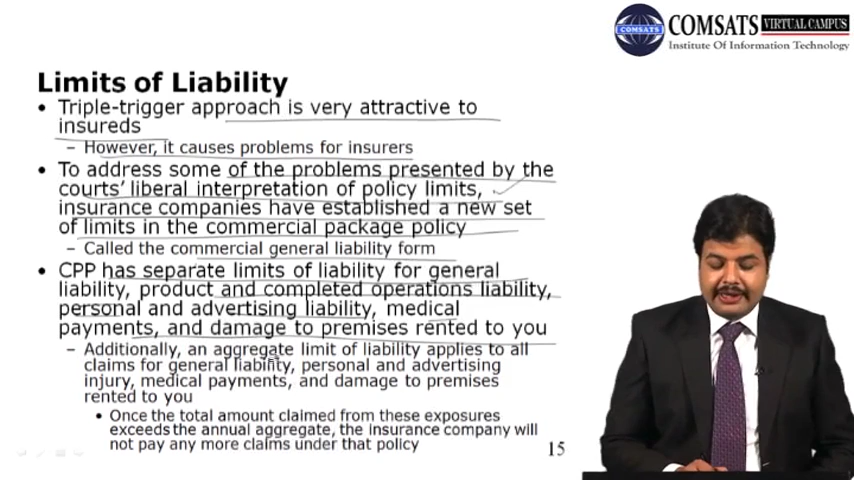 COMSATS
COMSATS VIRTUAL CAMPUS
Institute Of Information Technology
Limits of Liability
• Triple-trigger approach is very attractive to
insureds
– However, it causes problems for insurers
• To address some of the problems presented by the
courts' liberal interpretation of policy limits,
insurance companies have established a new set
of limits in the commercial package policy
– Called the commercial general liability form
• CPP has separate limits of liability for general
liability, product and completed operations liability,
personal and advertising liability, medical
payments, and damage to premises rented to you
– Additionally, an aggregate limit of liability applies to all
claims for general liability, personal and advertising
injury, medical payments, and damage to premises
rented to you
• Once the total amount claimed from these exposures
exceeds the annual aggregate, the insurance company will
not pay any more claims under that policy
15